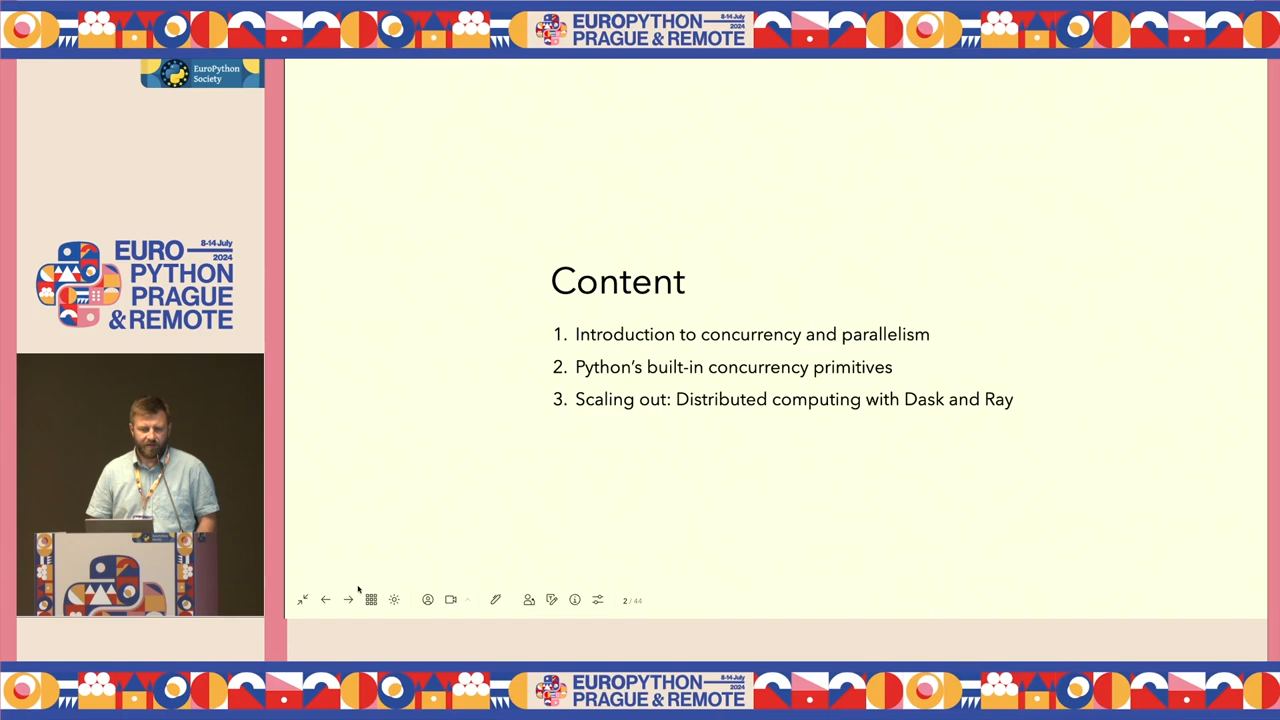 EUROPYTHON
8-14 July
2024
PRAGUE & REMOTE
EuroPython
Society
EURO
8-14 July
2024
PYTHON
PRAGUE
& REMOTE
Content
1. Introduction to concurrency and parallelism
2. Python’s built-in concurrency primitives
3. Scaling out: Distributed computing with Dask and Ray
2 / 44
EUROPYTHON
8-14 July
2024
PRAGUE & REMOTE